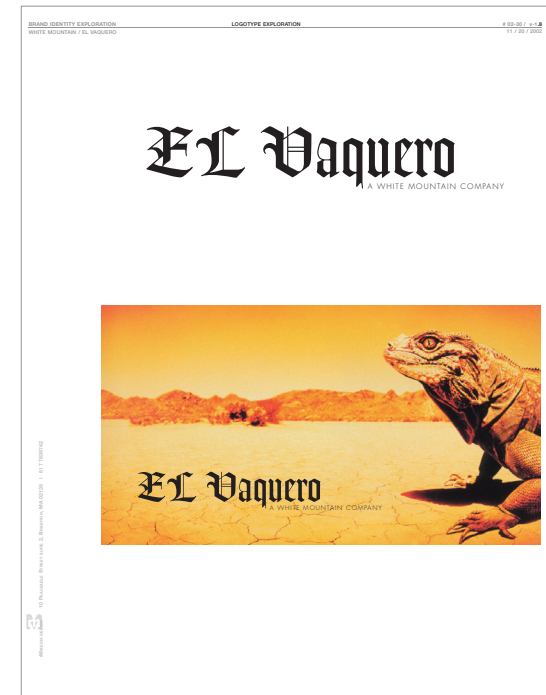 BRAND IDENTITY EXPLORATION
LOGOTYPE EXPLORATION
WHITE MOUNTAIN / EL VAQUERO
11 / 20 / 2002
EL Vaquero
A WHITE MOUNTAIN COMPANY
EL Vaquero
A WHITE MOUNTAIN COMPANY